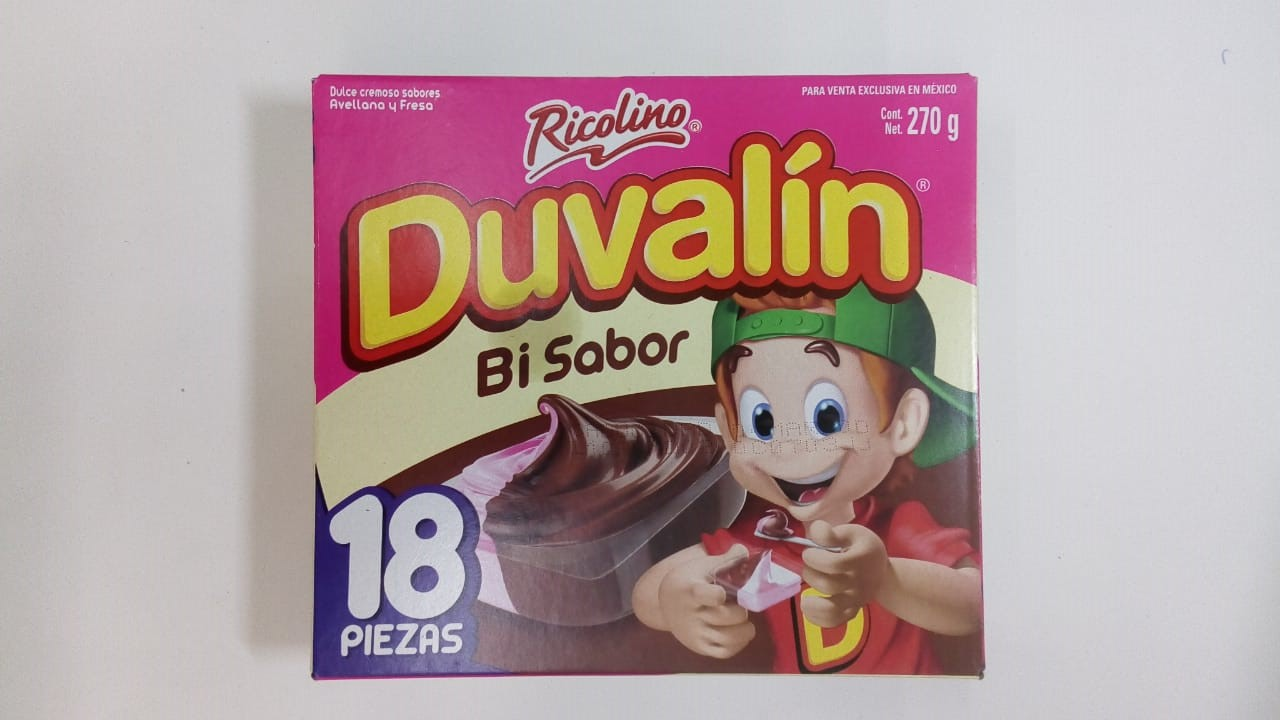 Dulce cremoso sabores
Avellana y Fresa
PARA VENTA EXCLUSIVA EN MÉXICO
Cont.
Net. 270 g
Ricolino®
Duvalín®
Bi Sabor
18
PIEZAS
D